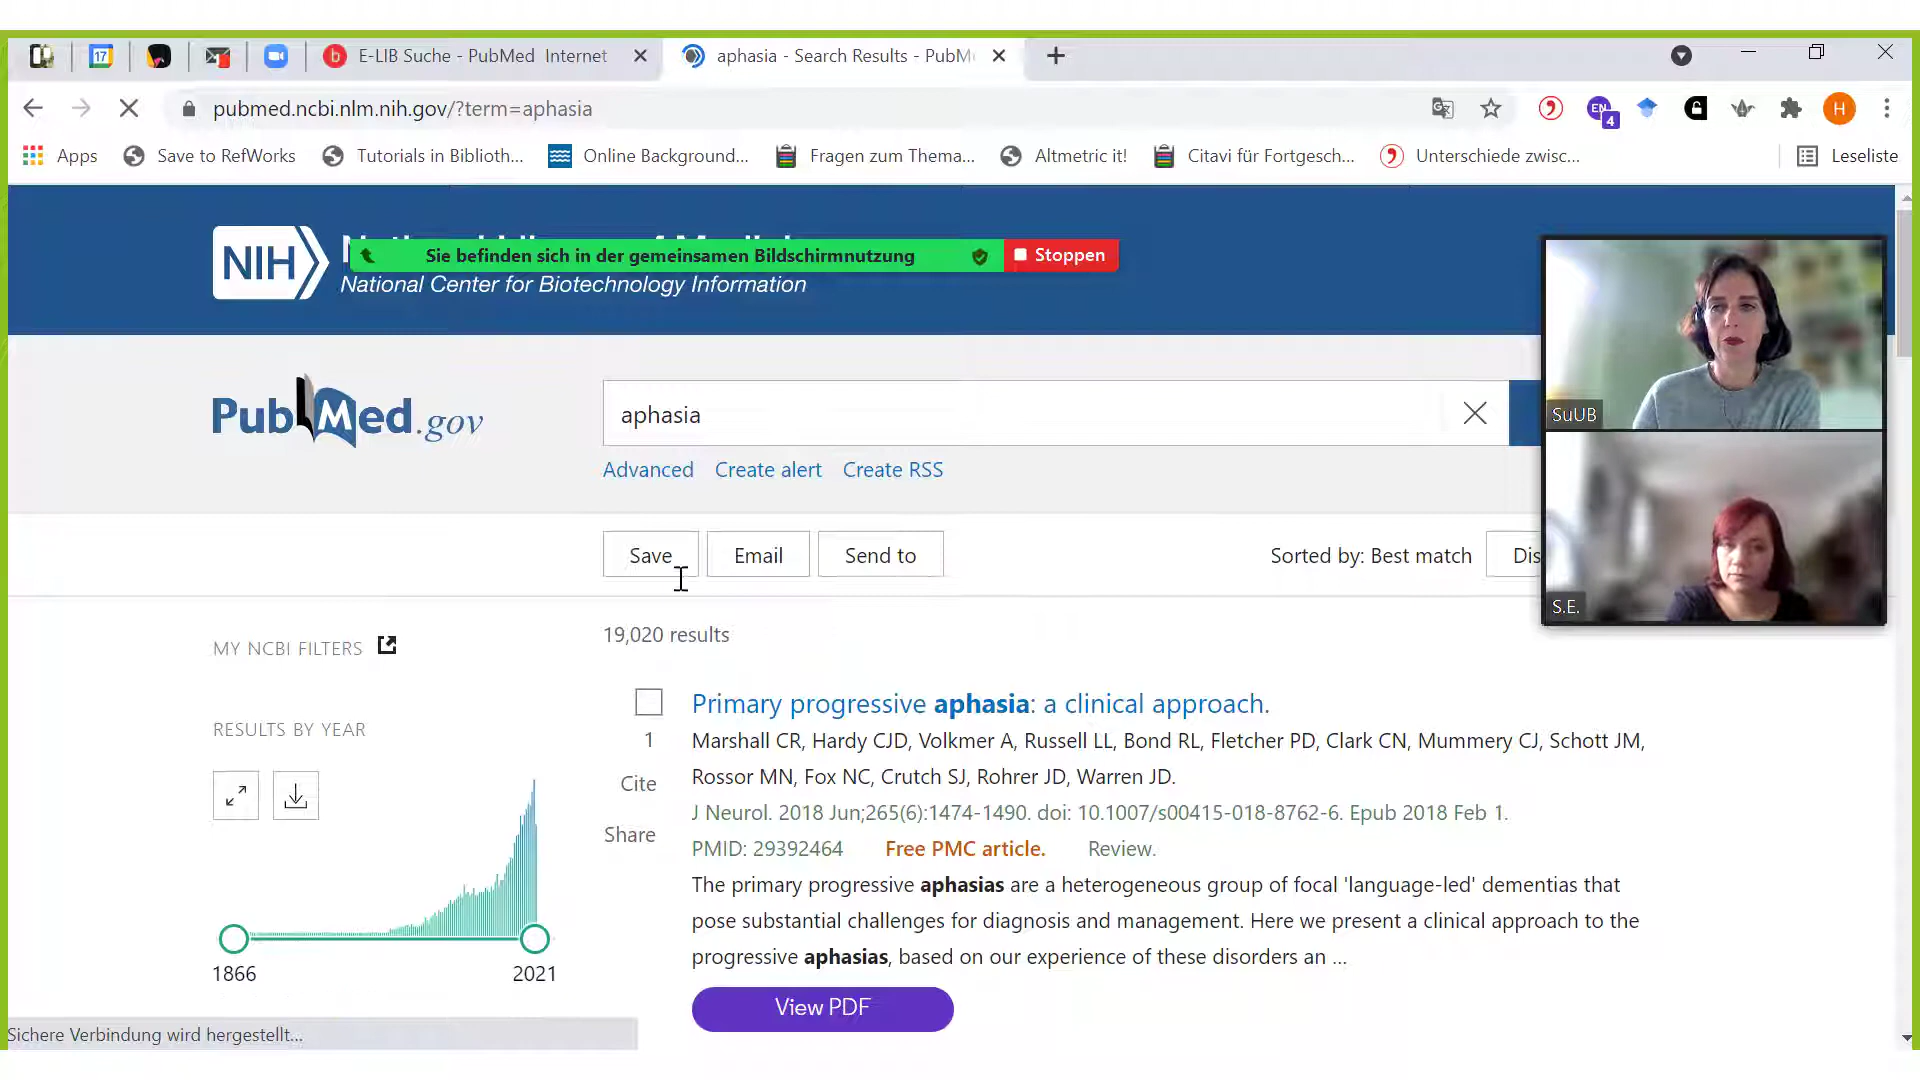 17
E-LIB Suche - PubMed Internet
aphasia - Search Results - PubM
pubmed.ncbi.nlm.nih.gov/?term=aphasia
EN
4
H
Apps
Save to RefWorks
Tutorials in Biblioth...
Online Background...
Fragen zum Thema...
Altmetric it!
Citavi für Fortgesch...
Unterschiede zwisc...
Leseliste
NIH
Sie befinden sich in der gemeinsamen Bildschirmnutzung
Stoppen
National Center for Biotechnology Information
PubMed.gov
aphasia
SuUB
Advanced
Create alert
Create RSS
Save
Email
Send to
Sorted by: Best match
Dis
S.E.
MY NCBI FILTERS
19,020 results
RESULTS BY YEAR
1866
2021
Primary progressive aphasia: a clinical approach.
1
Marshall CR, Hardy CJD, Volkmer A, Russell LL, Bond RL, Fletcher PD, Clark CN, Mummery CJ, Schott JM,
Rossor MN, Fox NC, Crutch SJ, Rohrer JD, Warren JD.
Cite
J Neurol. 2018 Jun;265(6):1474-1490. doi: 10.1007/s00415-018-8762-6. Epub 2018 Feb 1.
Share
PMID: 29392464 Free PMC article. Review.
The primary progressive aphasias are a heterogeneous group of focal 'language-led' dementias that
pose substantial challenges for diagnosis and management. Here we present a clinical approach to the
progressive aphasias, based on our experience of these disorders an ...
View PDF
Sichere Verbindung wird hergestellt...